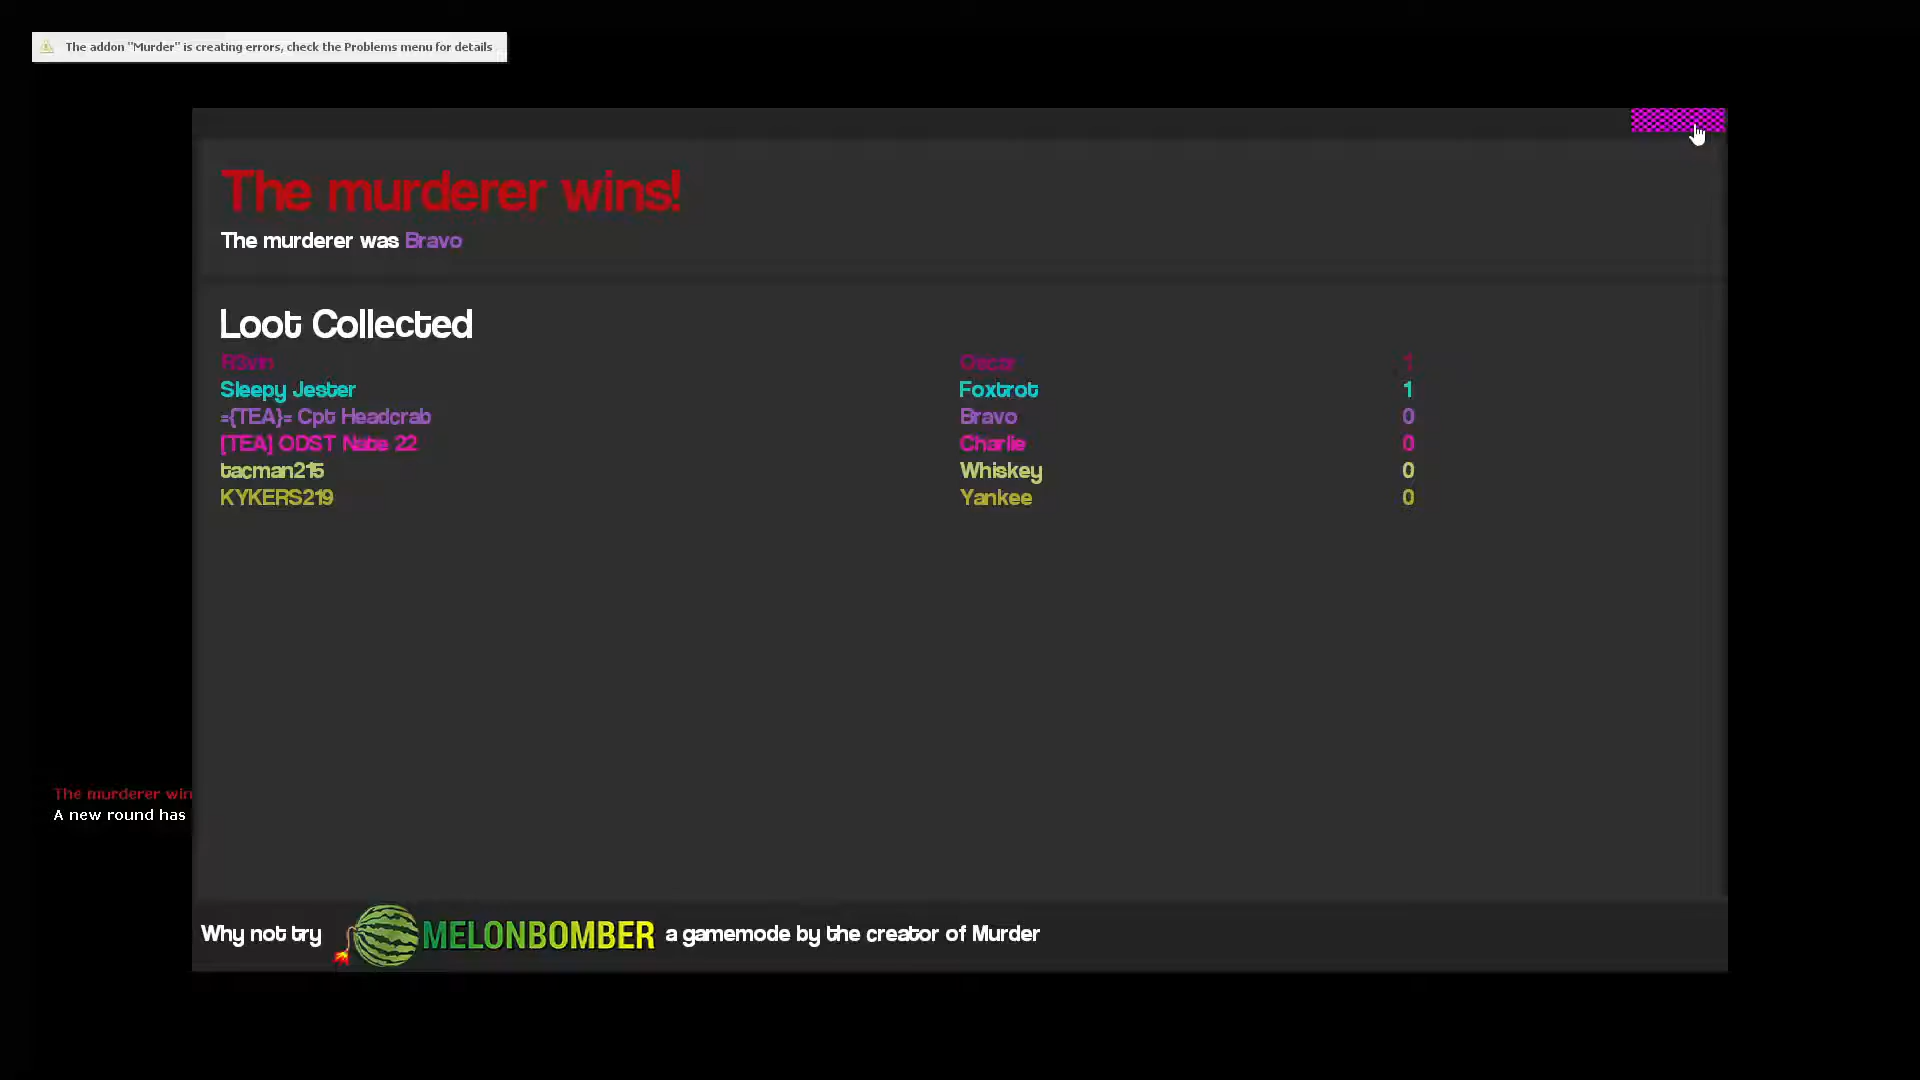 The addon "Murder" is creating errors, check the Problems menu for details
The murderer wins!
The murderer was Bravo
Loot Collected
R3vin Oscar 1
Sleepy Jester Foxtrot 1
={TEA}= Cpt Headcrab Bravo 0
[TEA] ODST Nate 22 Charlie 0
tacman215 Whiskey 0
KYKERS219 Yankee 0
The murderer win
A new round has
Why not try MELONBOMBER a gamemode by the creator of Murder